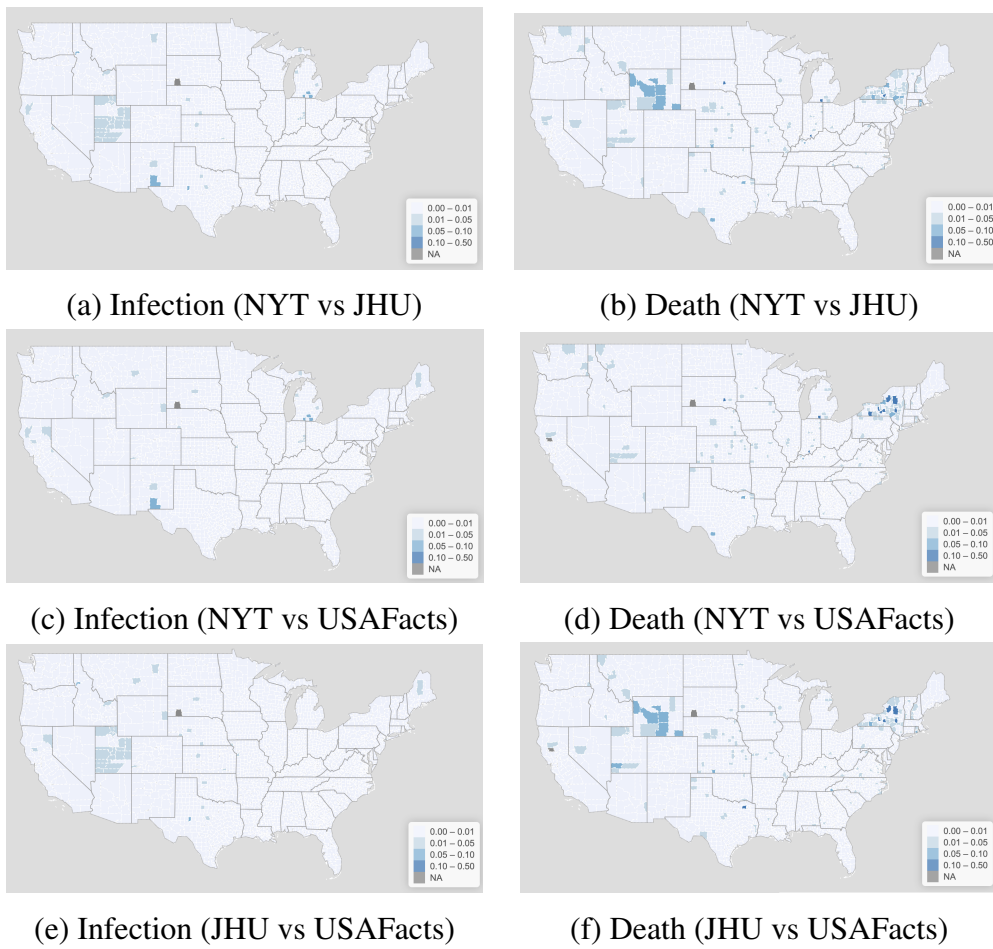 0.00 – 0.01
0.01 – 0.05
0.05 – 0.10
0.10 – 0.50
NA
0.00 – 0.01
0.01 – 0.05
0.05 – 0.10
0.10 – 0.50
NA
(a) Infection (NYT vs JHU)
(b) Death (NYT vs JHU)
0.00 – 0.01
0.01 – 0.05
0.05 – 0.10
0.10 – 0.50
NA
0.00 – 0.01
0.01 – 0.05
0.05 – 0.10
0.10 – 0.50
NA
(c) Infection (NYT vs USAFacts)
(d) Death (NYT vs USAFacts)
0.00 – 0.01
0.01 – 0.05
0.05 – 0.10
0.10 – 0.50
NA
0.00 – 0.01
0.01 – 0.05
0.05 – 0.10
0.10 – 0.50
NA
(e) Infection (JHU vs USAFacts)
(f) Death (JHU vs USAFacts)